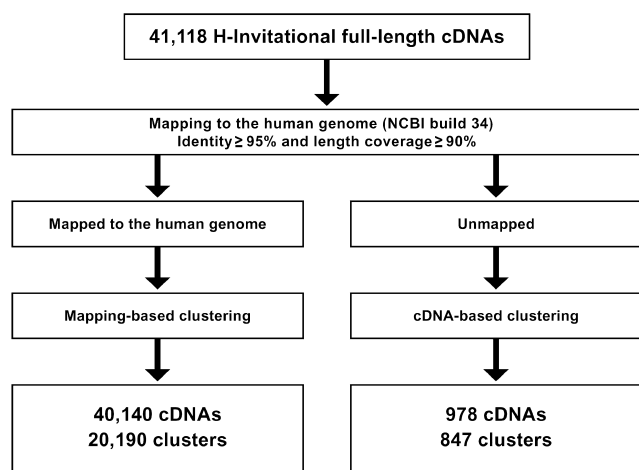 41,118 H-Invitational full-length cDNAs
Mapping to the human genome (NCBI build 34)
Identity ≥ 95% and length coverage ≥ 90%
Mapped to the human genome
Unmapped
Mapping-based clustering
cDNA-based clustering
40,140 cDNAs
20,190 clusters
978 cDNAs
847 clusters